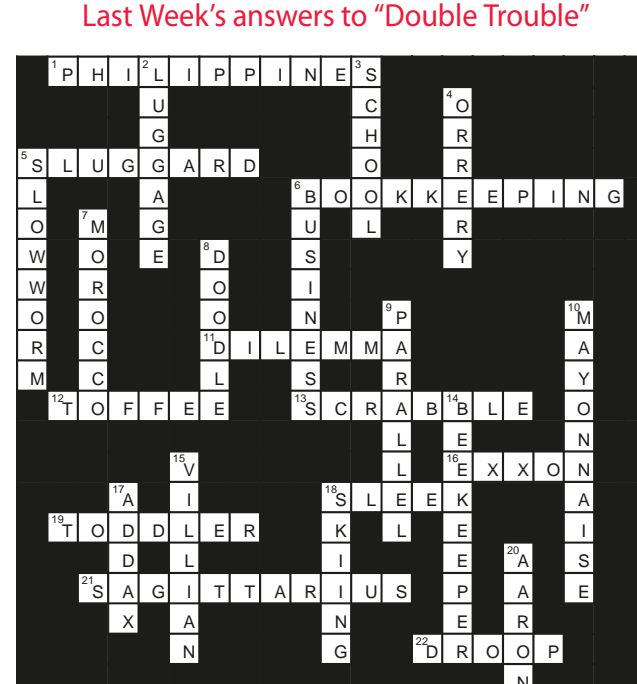 Last Week's answers to “Double Trouble”
1 P H I 2 L I P P I N E 3 S
U C 4 O
G H R
5 S L U G G A R D O R
L A 6 B O O K K E E P I N G
O 7 M G U L R
W O E 8 D S Y
W R O I
O O O N 9 P 10 M
R C 11 D I L E M M A A
M C L S R Y
12 T O F F E E 13 S C R A B 14 B L E O
L E N
15 V L 16 E X X O N
17 A I 18 S L E E K A
19 T O D D L E R K L E I
D L I E 20 A S
21 S A G I T T A R I U S P A E
X A N E R
N G 22 D R O O P
N